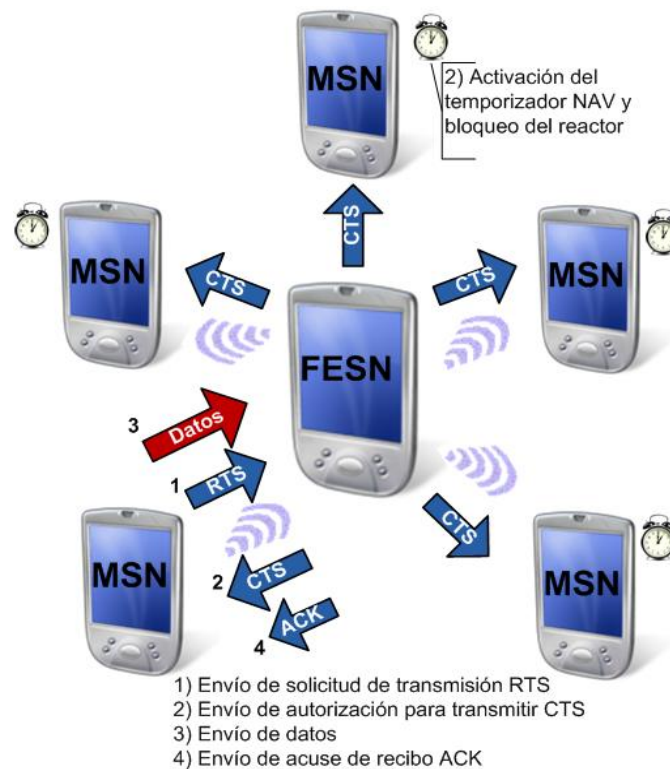 MSN
2) Activación del
temporizador NAV y
bloqueo del reactor
CTS
MSN
CTS
CTS
MSN
FESN
3
Datos
1
RTS
CTS
MSN
2
CTS
MSN
ACK
4
1) Envío de solicitud de transmisión RTS
2) Envío de autorización para transmitir CTS
3) Envío de datos
4) Envío de acuse de recibo ACK